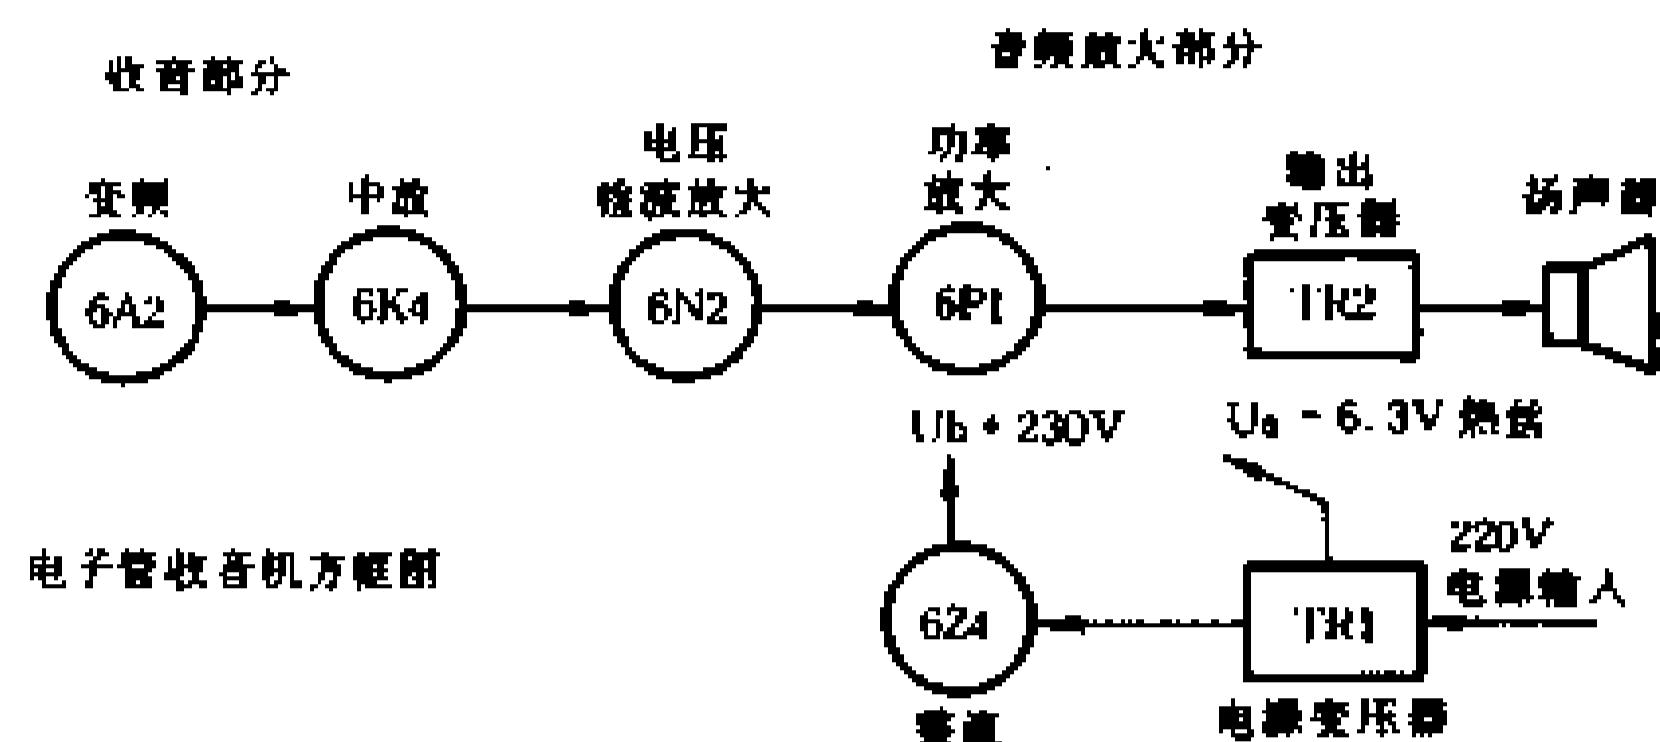 收音部分
音频放大部分
变频
中放
电压
检波放大
功率
放大
输出
变压器
扬声器
6A2
6K4
6N2
6P1
TR2
Ub + 230V
Ua ~ 6.3V 热丝
电子管收音机方框图
220V
电源输入
6Z4
TR1
整流
电源变压器